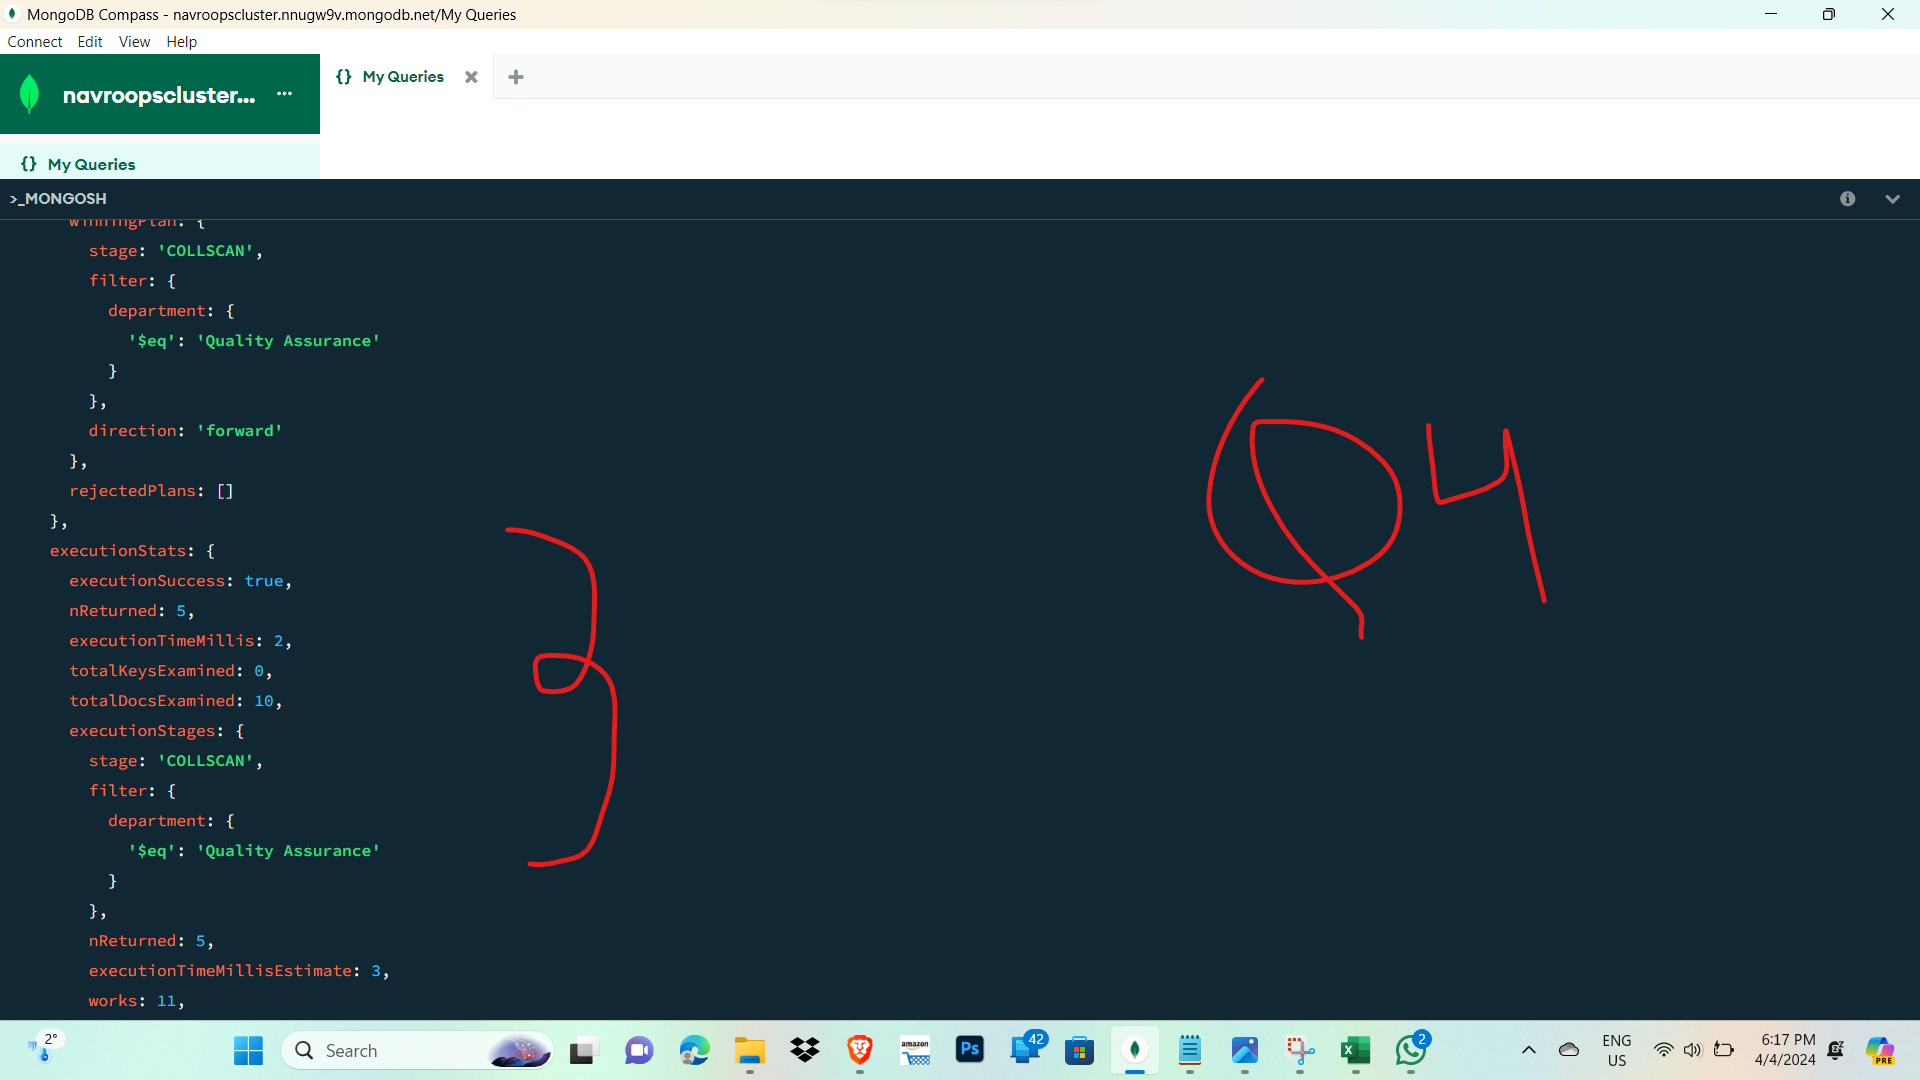 MongoDB Compass - navroopscluster.nnugw9v.mongodb.net/My Queries
Connect Edit View Help
navroopscluster... ...
{} My Queries
{} My Queries
>_MONGOSH
winningPlan: {
stage: 'COLLSCAN',
filter: {
department: {
'$eq': 'Quality Assurance'
}
},
direction: 'forward'
},
rejectedPlans: []
},
executionStats: {
executionSuccess: true,
nReturned: 5,
executionTimeMillis: 2,
totalKeysExamined: 0,
totalDocsExamined: 10,
executionStages: {
stage: 'COLLSCAN',
filter: {
department: {
'$eq': 'Quality Assurance'
}
},
nReturned: 5,
executionTimeMillisEstimate: 3,
works: 11,
Q4
2°
Search
amazon
Ps
42
2
ENG
US
6:17 PM
4/4/2024
PRE